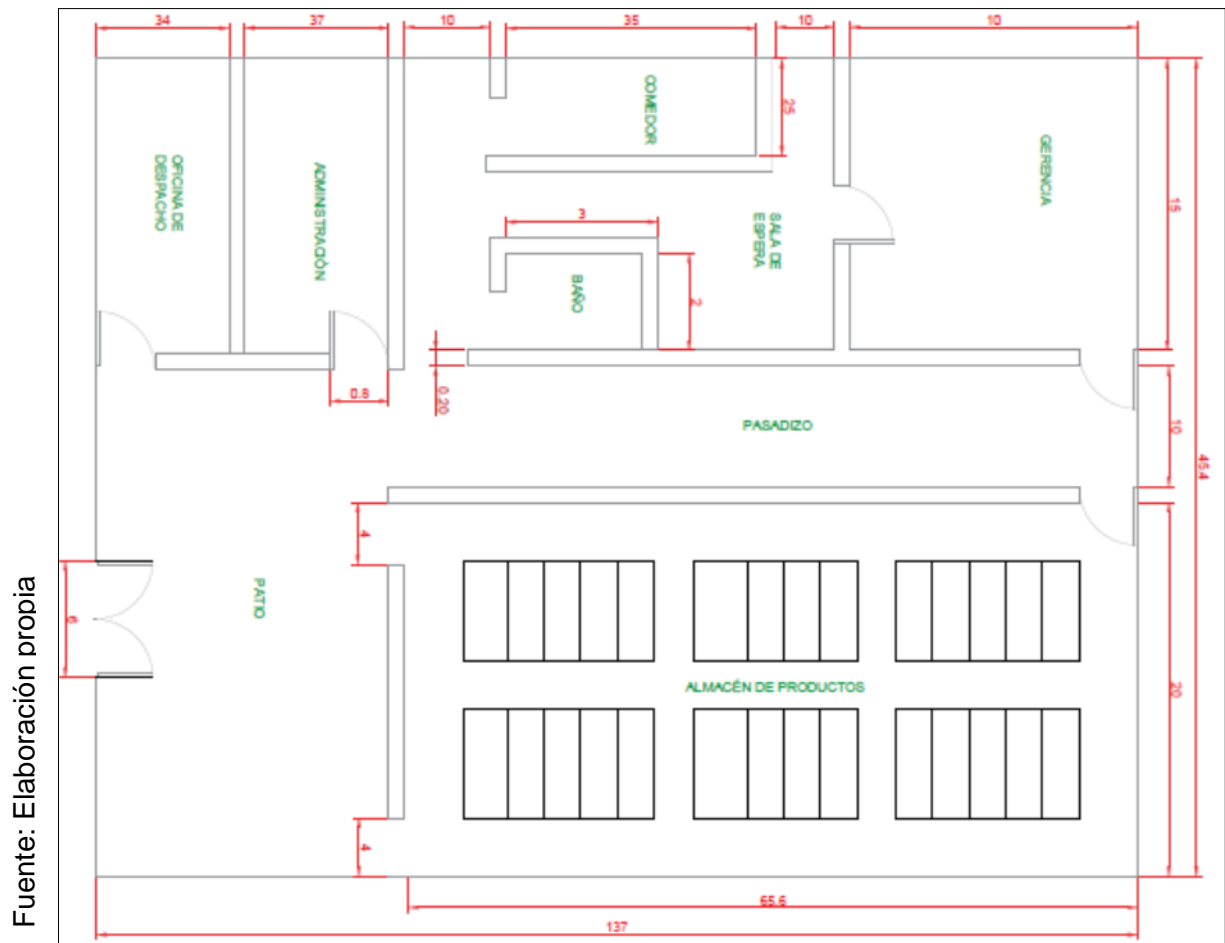 34
37
10
35
10
10
COMEDOR
25
GERENCIA
OFICINA DE
DESPACHO
ADMINISTRACIÓN
3
SALA DE
ESPERA
15
BAÑO
2
0.8
0.20
PASADIZO
10
45.4
4
PATIO
6
ALMACÉN DE PRODUCTOS
20
4
65.6
137
Fuente: Elaboración propia